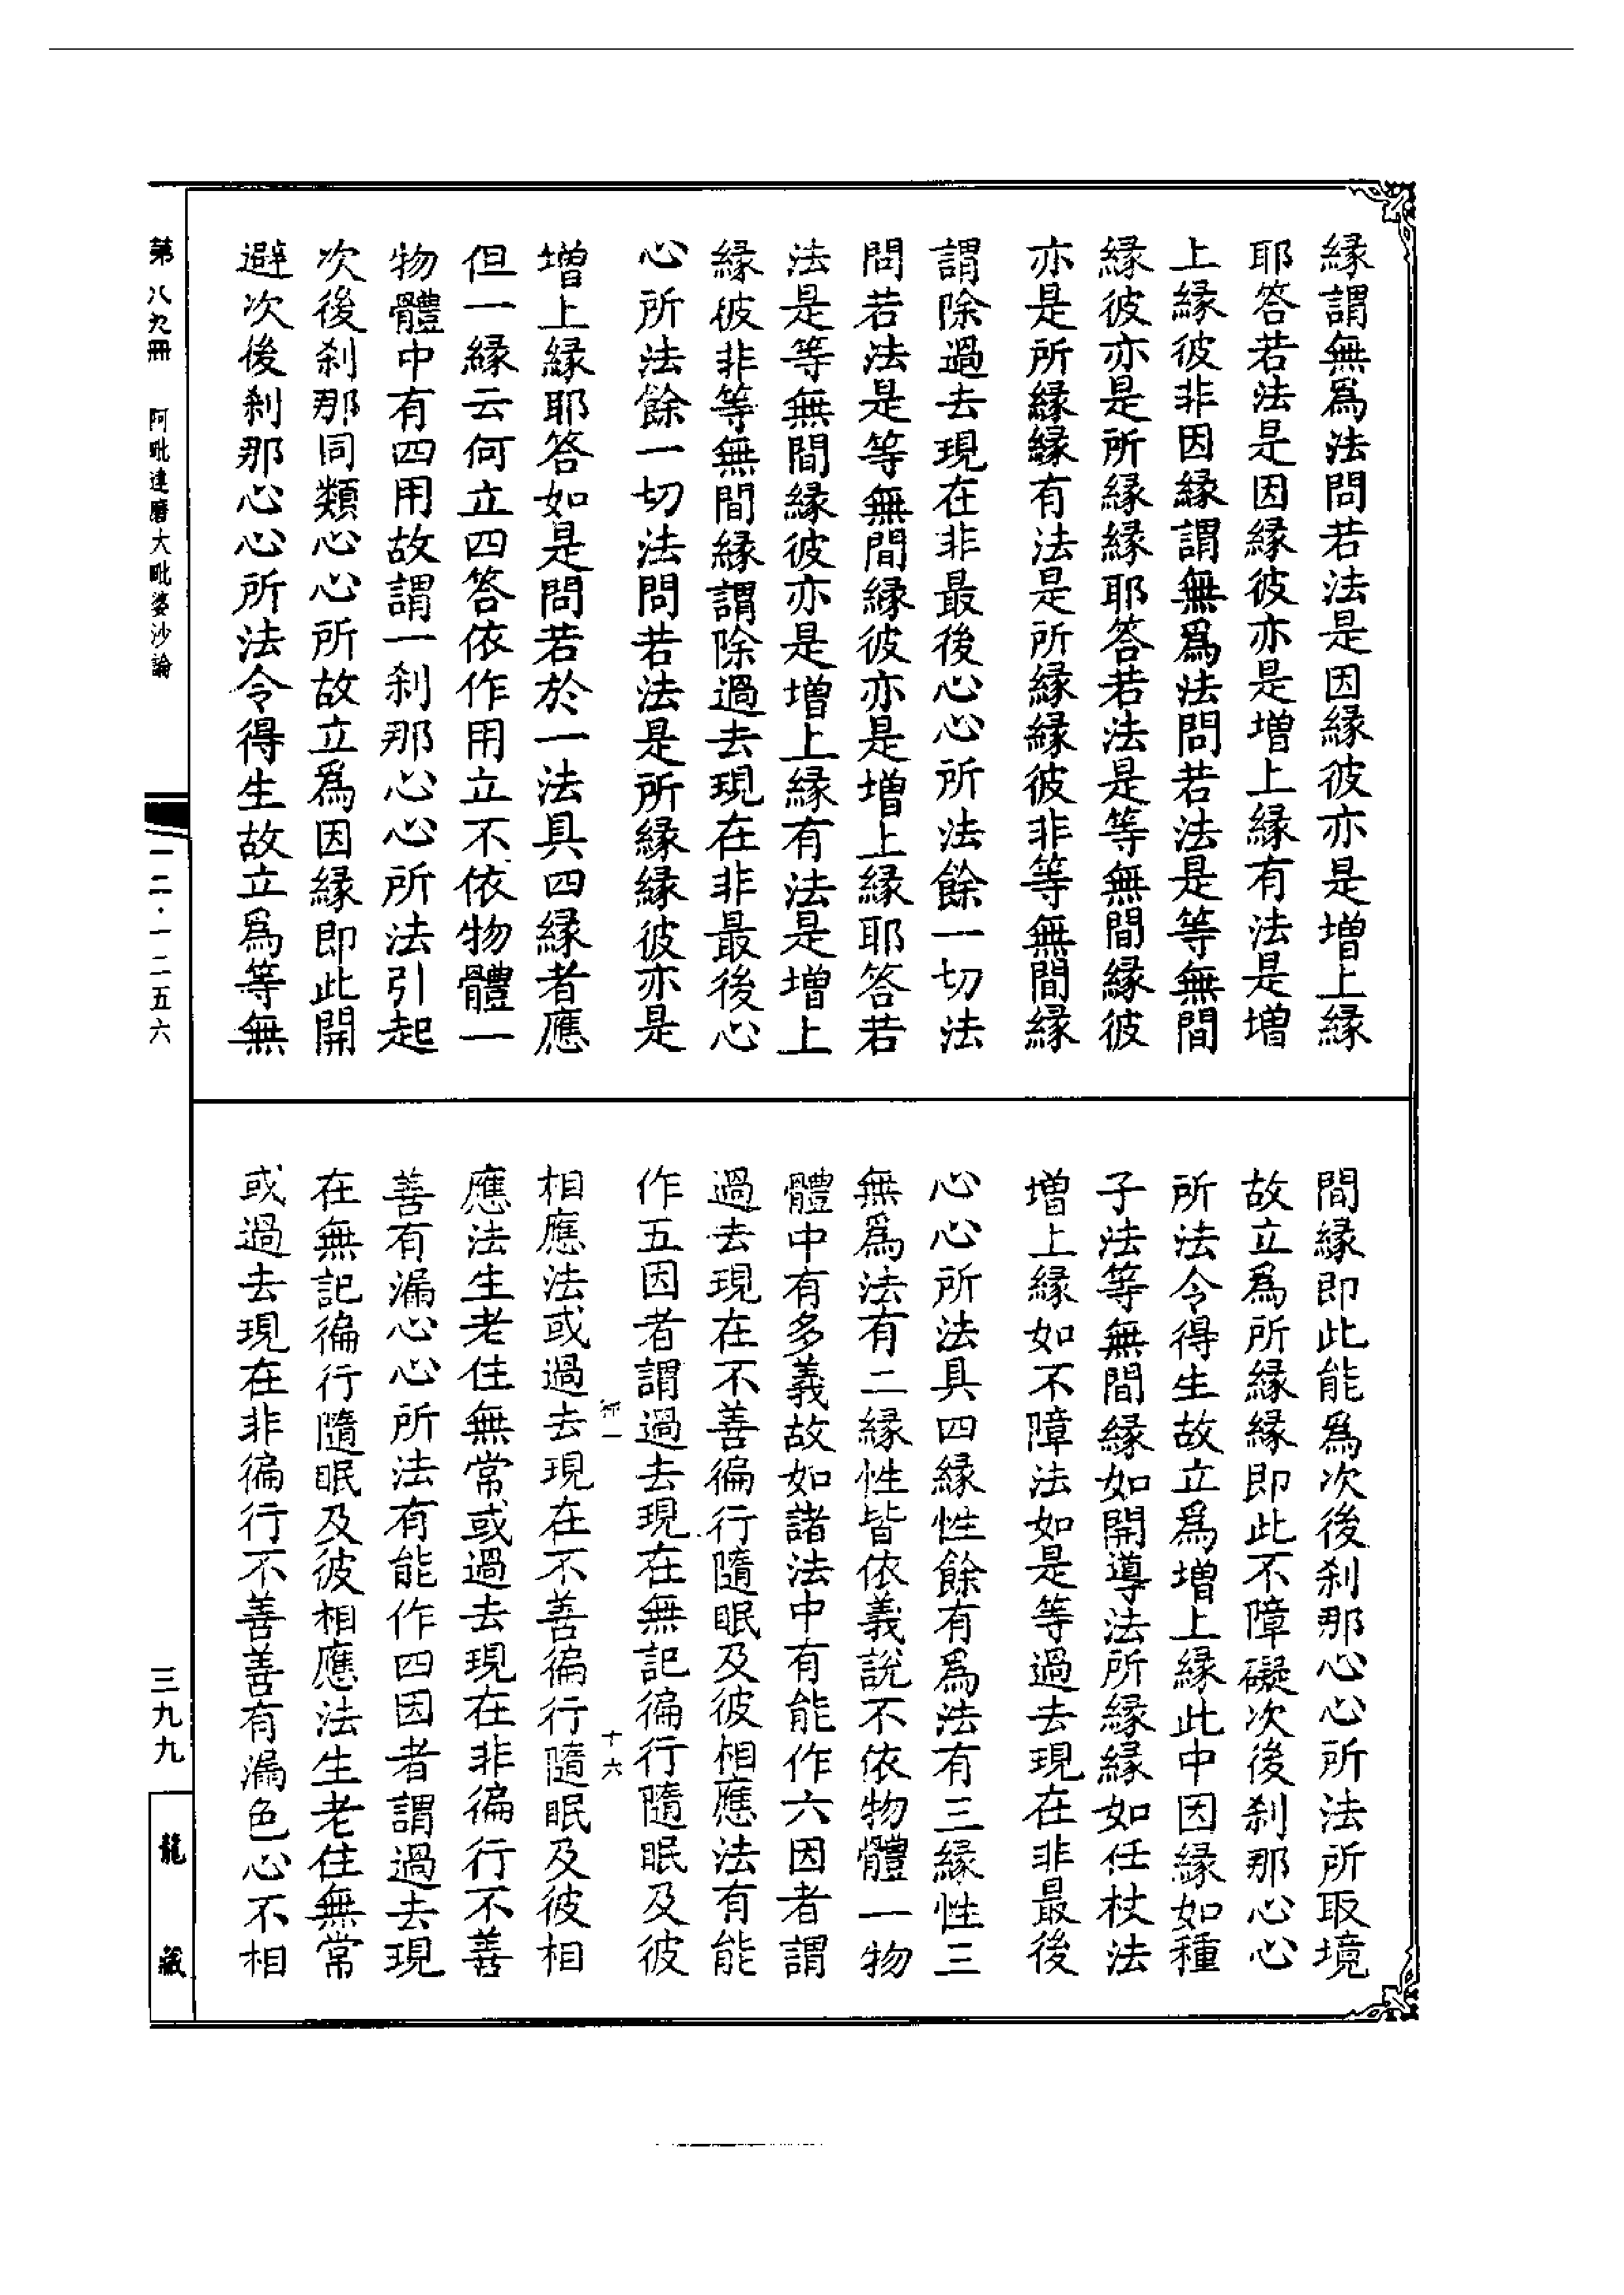 緣謂無爲法問若法是因緣彼亦是增上緣
耶答若法是因緣彼亦是增上緣有法是增
上緣彼非因緣謂無爲法問若法是等無間
緣彼亦是所緣緣耶答若法是等無間緣彼
亦是所緣緣有法是所緣緣彼非等無間緣
謂除過去現在非最後心心所法餘一切法
問若法是等無間緣彼亦是增上緣耶答若
法是等無間緣彼亦是增上緣有法是增上
緣彼非等無間緣謂除過去現在非最後心
心所法餘一切法問若法是所緣緣彼亦是
增上緣耶答如是問若於一法具四緣者應
但一緣云何立四答依作用立不依物體一
物體中有四用故謂一剎那心心所法引起
次後剎那同類心心所故立爲因緣即此開
避次後剎那心心所法令得生故立爲等無
間緣即此能爲次後剎那心心所法所取境
故立爲所緣緣即此不障礙次後剎那心心
所法令得生故立爲增上緣此中因緣如種
子法等無間緣如開導法所緣緣如任杖法
增上緣如不障法如是等過去現在非最後
心心所法具四緣性餘有爲法有三緣性三
無爲法有二緣性皆依義說不依物體一物
體中有多義故如諸法中有能作六因者謂
過去現在不善徧行隨眠及彼相應法有能
作五因者謂過去現在無記徧行隨眠及彼
十六
相應法或過去現在不善徧行隨眠及彼相
應法生老住無常或過去現在非徧行不善
善有漏心心所法有能作四因者謂過去現
在無記徧行隨眠及彼相應法生老住無常
或過去現在非徧行不善善有漏色心不相
第八九冊 阿毗達磨大毗婆沙論
一二·一二五六
三九九
龍藏